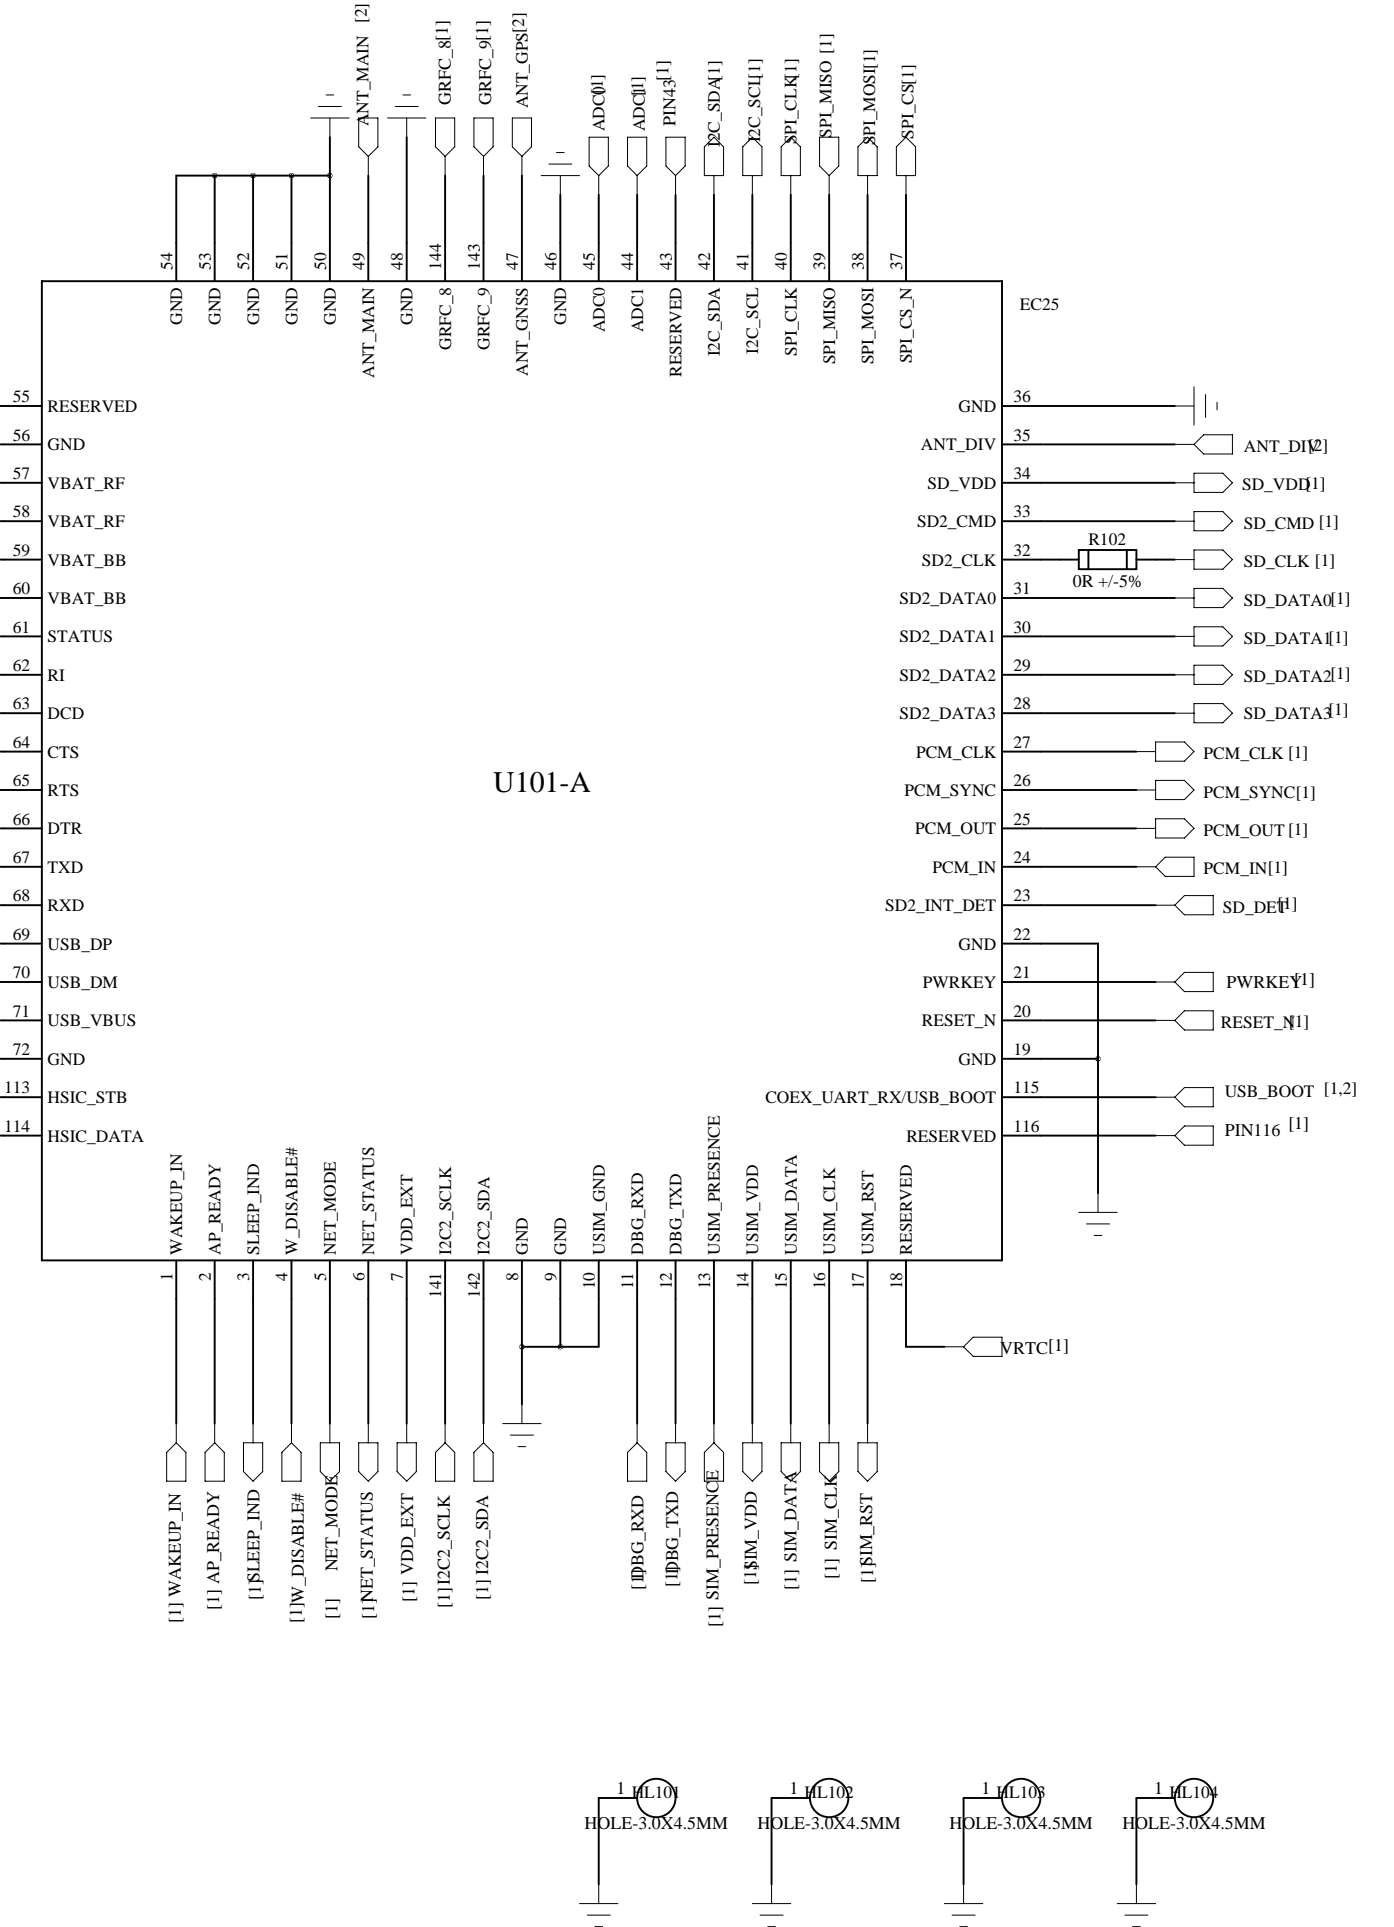 ANT_MAIN [2]
GRFC_8[1]
GRFC_9[1]
ANT_GPS[2]
ADC0[1]
ADC1[1]
PIN43[1]
I2C_SDA[1]
I2C_SCL[1]
SPI_CLK[1]
SPI_MISO [1]
SPI_MOSI[1]
SPI_CS[1]
54 GND
53 GND
52 GND
51 GND
50 GND
49 ANT_MAIN
48 GND
144 GRFC_8
143 GRFC_9
47 ANT_GNSS
46 GND
45 ADC0
44 ADC1
43 RESERVED
42 I2C_SDA
41 I2C_SCL
40 SPI_CLK
39 SPI_MISO
38 SPI_MOSI
37 SPI_CS_N
EC25
55 RESERVED
56 GND
57 VBAT_RF
58 VBAT_RF
59 VBAT_BB
60 VBAT_BB
61 STATUS
62 RI
63 DCD
64 CTS
65 RTS
66 DTR
67 TXD
68 RXD
69 USB_DP
70 USB_DM
71 USB_VBUS
72 GND
113 HSIC_STB
114 HSIC_DATA
U101-A
GND 36
ANT_DIV 35 ANT_DIV[2]
SD_VDD 34 SD_VDD[1]
SD2_CMD 33 SD_CMD [1]
R102
SD2_CLK 32 SD_CLK [1]
0R +/-5%
SD2_DATA0 31 SD_DATA0[1]
SD2_DATA1 30 SD_DATA1[1]
SD2_DATA2 29 SD_DATA2[1]
SD2_DATA3 28 SD_DATA3[1]
PCM_CLK 27 PCM_CLK [1]
PCM_SYNC 26 PCM_SYNC[1]
PCM_OUT 25 PCM_OUT [1]
PCM_IN 24 PCM_IN[1]
SD2_INT_DET 23 SD_DET[1]
GND 22
PWRKEY 21 PWRKEY[1]
RESET_N 20 RESET_N[1]
GND 19
COEX_UART_RX/USB_BOOT 115 USB_BOOT [1,2]
RESERVED 116 PIN116 [1]
WAKEUP_IN 1
AP_READY 2
SLEEP_IND 3
W_DISABLE# 4
NET_MODE 5
NET_STATUS 6
VDD_EXT 7
I2C2_SCLK 141
I2C2_SDA 142
GND 8
GND 9
USIM_GND 10
DBG_RXD 11
DBG_TXD 12
USIM_PRESENCE 13
USIM_VDD 14
USIM_DATA 15
USIM_CLK 16
USIM_RST 17
RESERVED 18
VRTC[1]
[1] WAKEUP_IN
[1] AP_READY
[1]SLEEP_IND
[1]W_DISABLE#
[1] NET_MODE
[1]NET_STATUS
[1] VDD_EXT
[1]I2C2_SCLK
[1] I2C2_SDA
[1]DBG_RXD
[1]DBG_TXD
[1] SIM_PRESENCE
[1]SIM_VDD
[1] SIM_DATA
[1] SIM_CLK
[1]SIM_RST
1 HL101
HOLE-3.0X4.5MM
1 HL102
HOLE-3.0X4.5MM
1 HL103
HOLE-3.0X4.5MM
1 HL104
HOLE-3.0X4.5MM